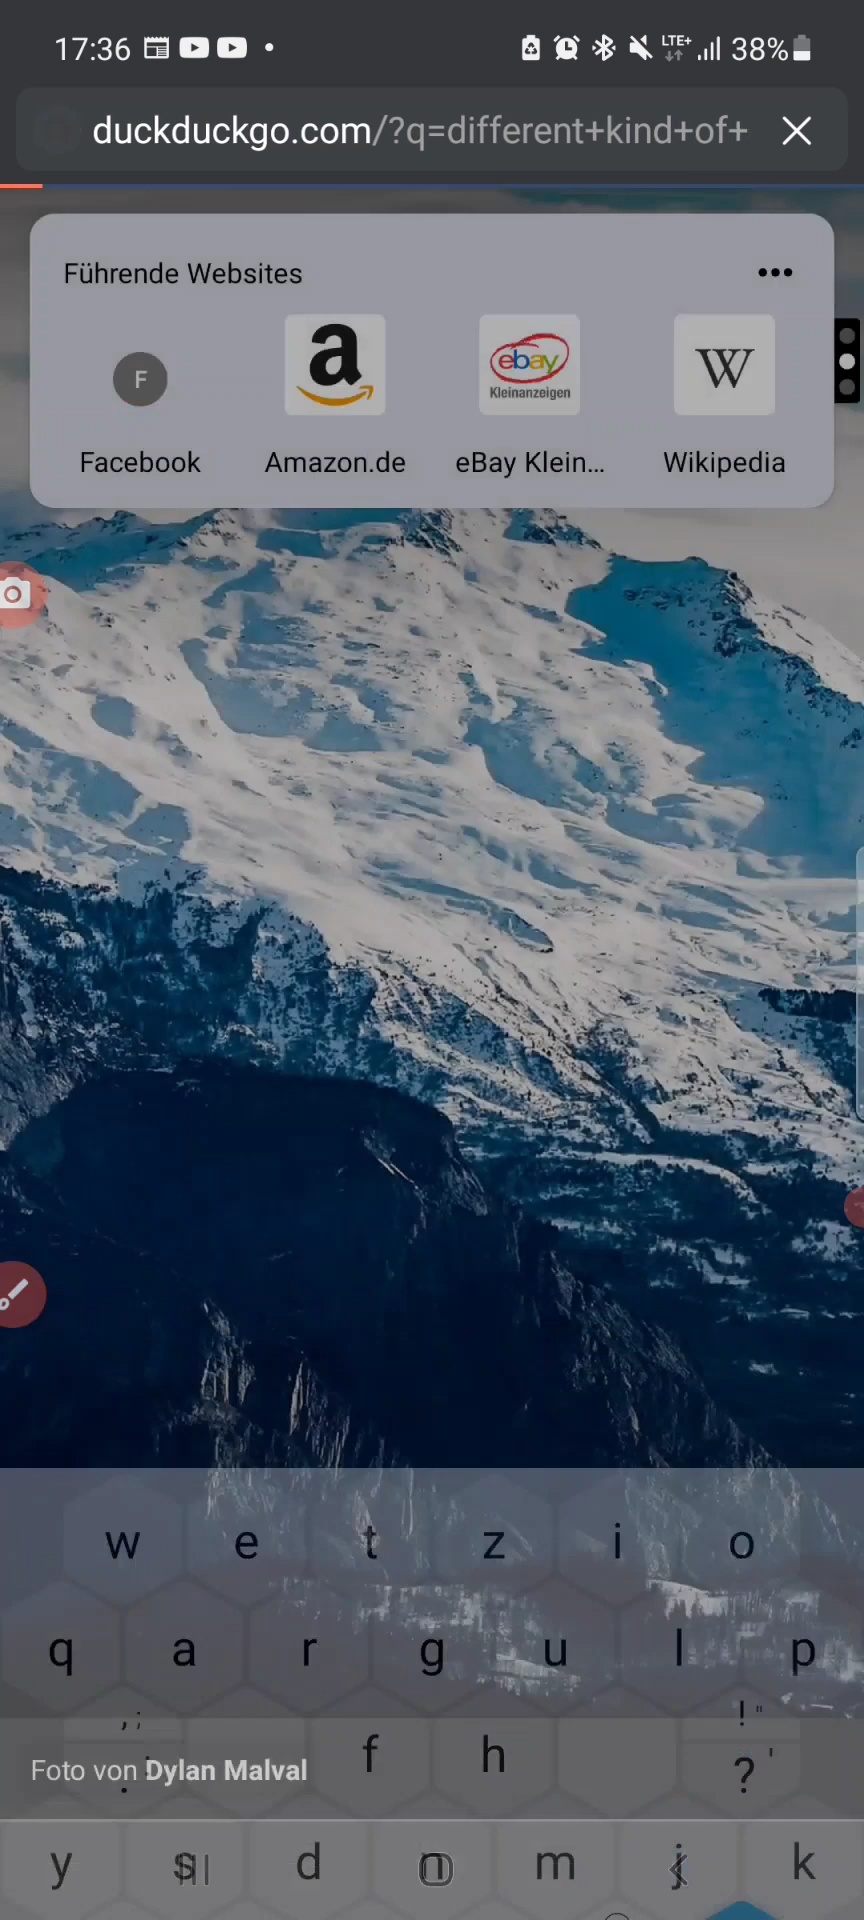 17:36 LTE+ 38%
duckduckgo.com/?q=different+kind+of+
Führende Websites
F a ebay Kleinanzeigen W
Facebook Amazon.de eBay Klein... Wikipedia
w e t z i o
q a r g u l p
, ; ! "
f h ? '
Foto von Dylan Malval
y s d n m j k